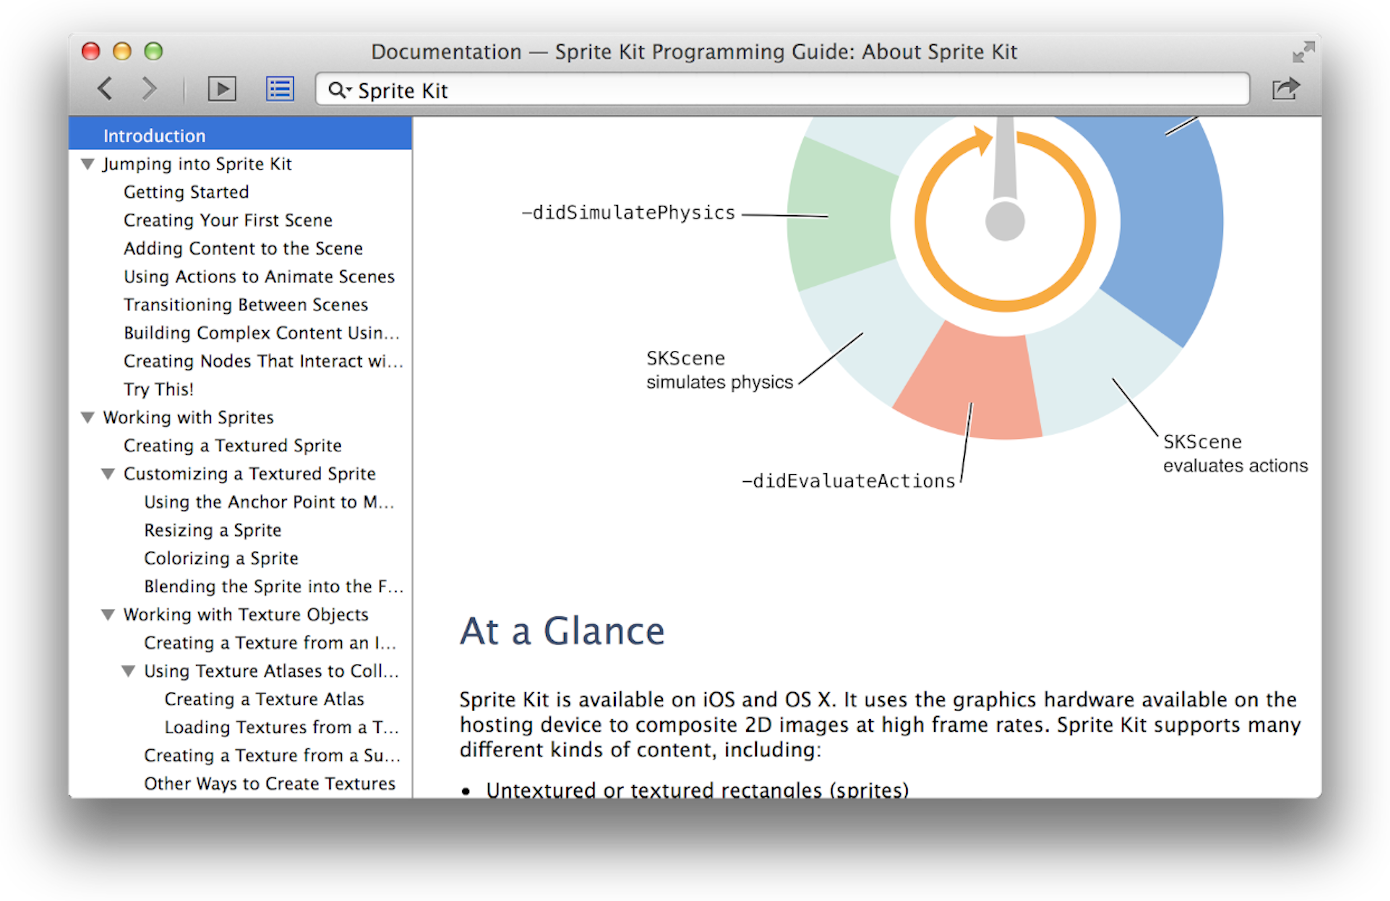 Documentation — Sprite Kit Programming Guide: About Sprite Kit
Sprite Kit
Introduction
Jumping into Sprite Kit
Getting Started
Creating Your First Scene
Adding Content to the Scene
Using Actions to Animate Scenes
Transitioning Between Scenes
Building Complex Content Usin...
Creating Nodes That Interact wi...
Try This!
Working with Sprites
Creating a Textured Sprite
Customizing a Textured Sprite
Using the Anchor Point to M...
Resizing a Sprite
Colorizing a Sprite
Blending the Sprite into the F...
Working with Texture Objects
Creating a Texture from an I...
Using Texture Atlases to Coll...
Creating a Texture Atlas
Loading Textures from a T...
Creating a Texture from a Su...
Other Ways to Create Textures
-didSimulatePhysics
SKScene
simulates physics
-didEvaluateActions
SKScene
evaluates actions
At a Glance
Sprite Kit is available on iOS and OS X. It uses the graphics hardware available on the
hosting device to composite 2D images at high frame rates. Sprite Kit supports many
different kinds of content, including:
• Untextured or textured rectangles (sprites)